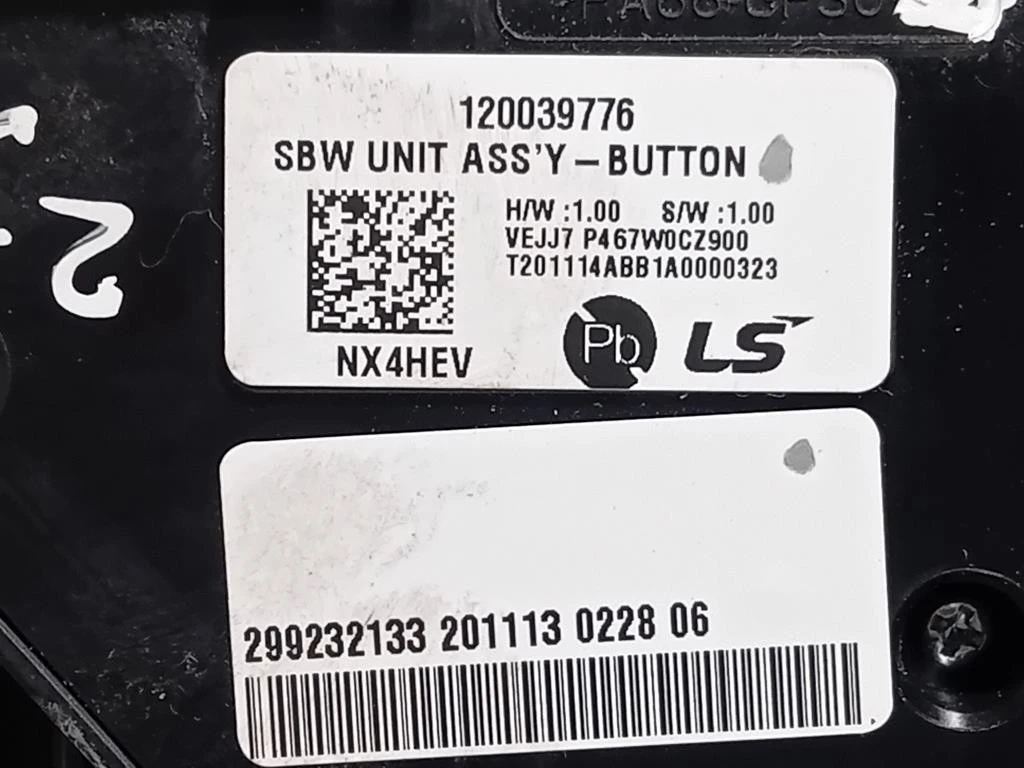 120039776
SBW UNIT ASS'Y – BUTTON
H/W :1.00 S/W :1.00
VEJJ7 P467W0CZ900
T201114ABB1A0000323
Pb LS
NX4HEV
2
299232133 201113 0228 06